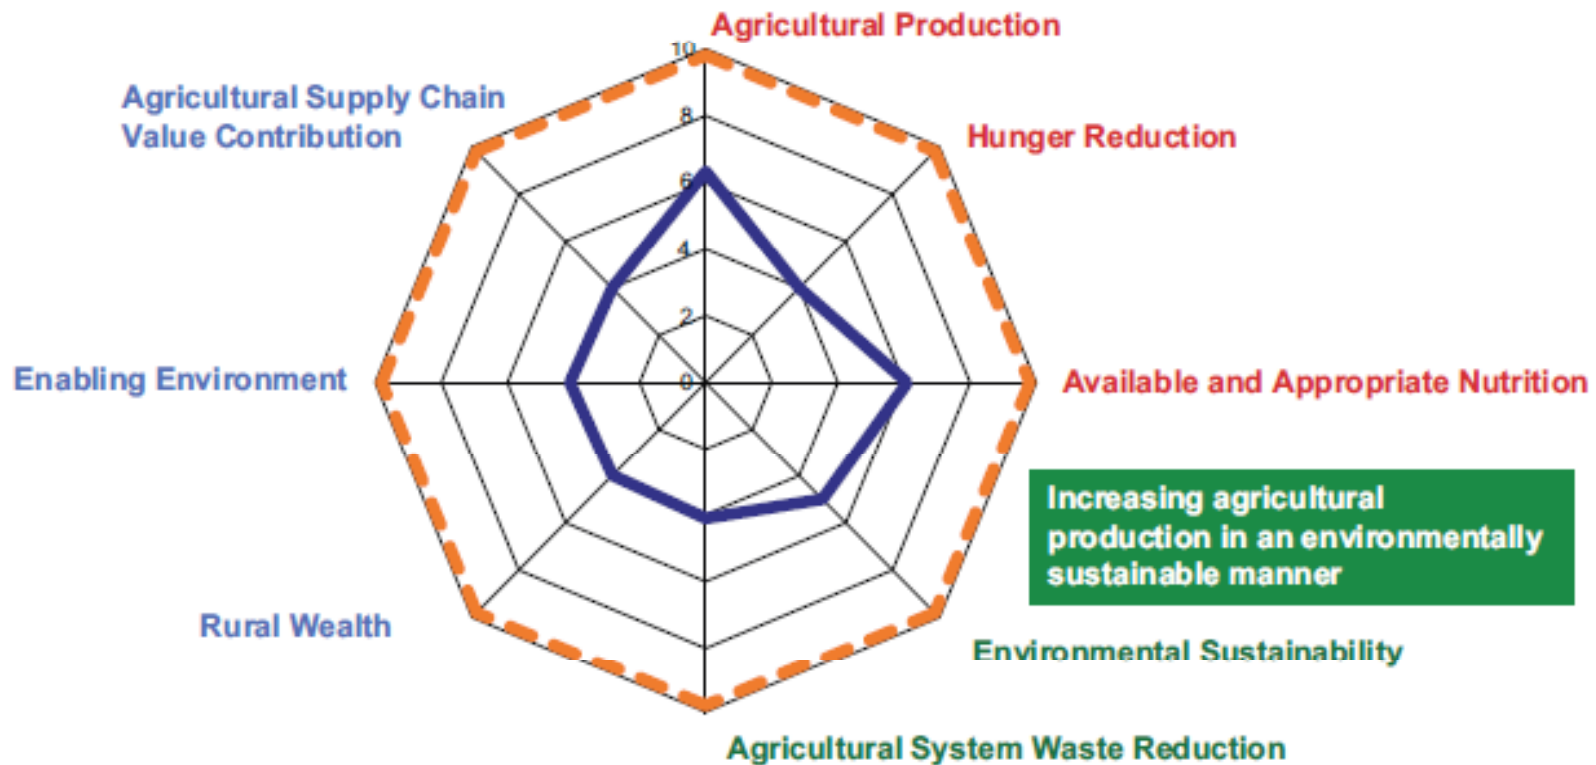 Agricultural Production
10
Agricultural Supply Chain
Value Contribution
8
Hunger Reduction
6
4
2
Enabling Environment
0
Available and Appropriate Nutrition
Increasing agricultural
production in an environmentally
sustainable manner
Rural Wealth
Environmental Sustainability
Agricultural System Waste Reduction